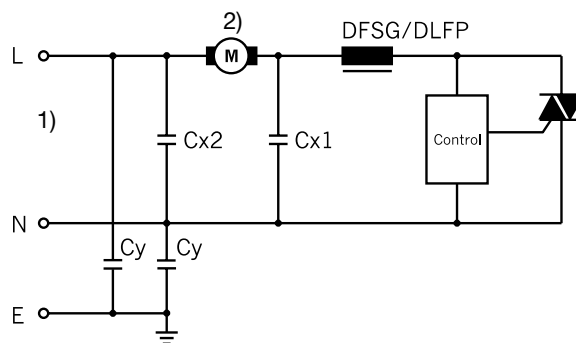 2)
DFSG/DLFP
L
M
1)
Cx2
Cx1
Control
N
Cy
Cy
E